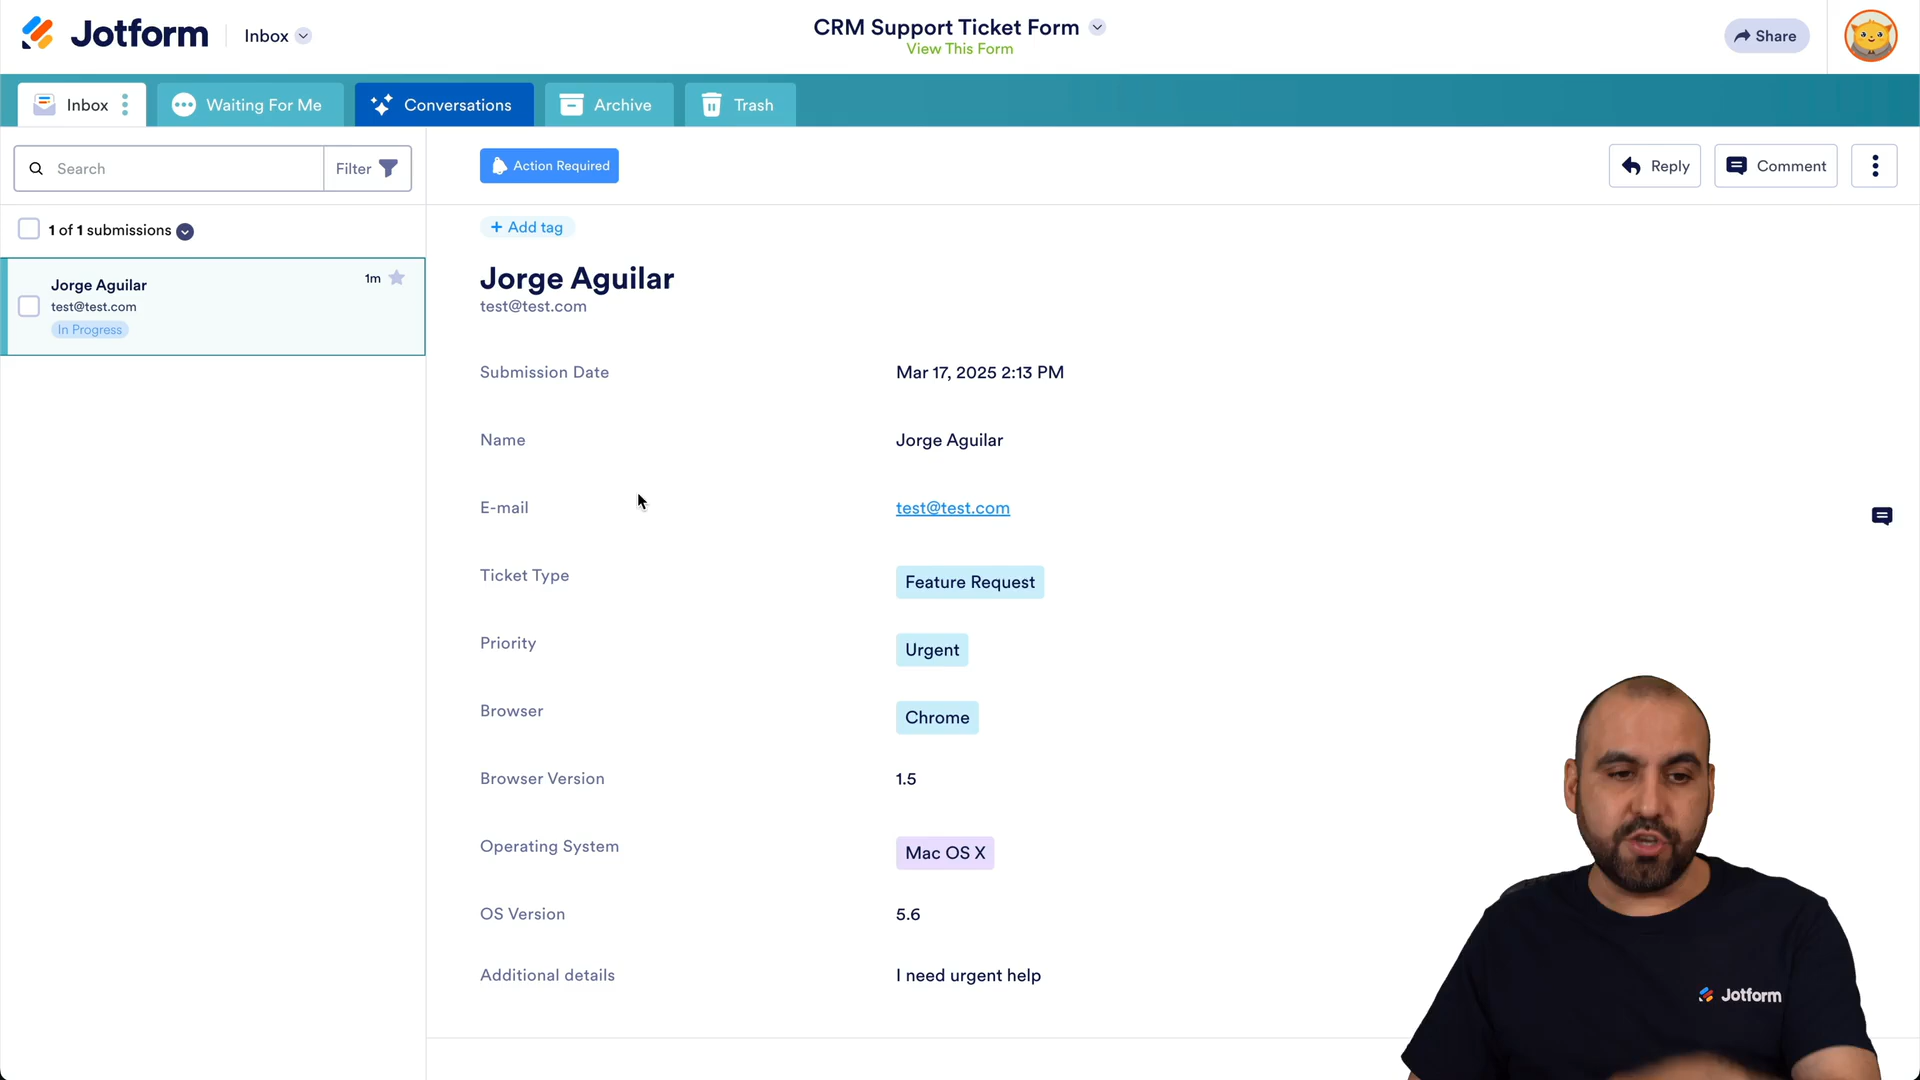 Jotform
Inbox
CRM Support Ticket Form
View This Form
Share
Inbox
Waiting For Me
Conversations
Archive
Trash
Search
Filter
Action Required
Reply
Comment
1 of 1 submissions
+ Add tag
Jorge Aguilar
1m
test@test.com
In Progress
Jorge Aguilar
test@test.com
Submission Date
Mar 17, 2025 2:13 PM
Name
Jorge Aguilar
E-mail
test@test.com
Ticket Type
Feature Request
Priority
Urgent
Browser
Chrome
Browser Version
1.5
Operating System
Mac OS X
OS Version
5.6
Additional details
I need urgent help
Jotform